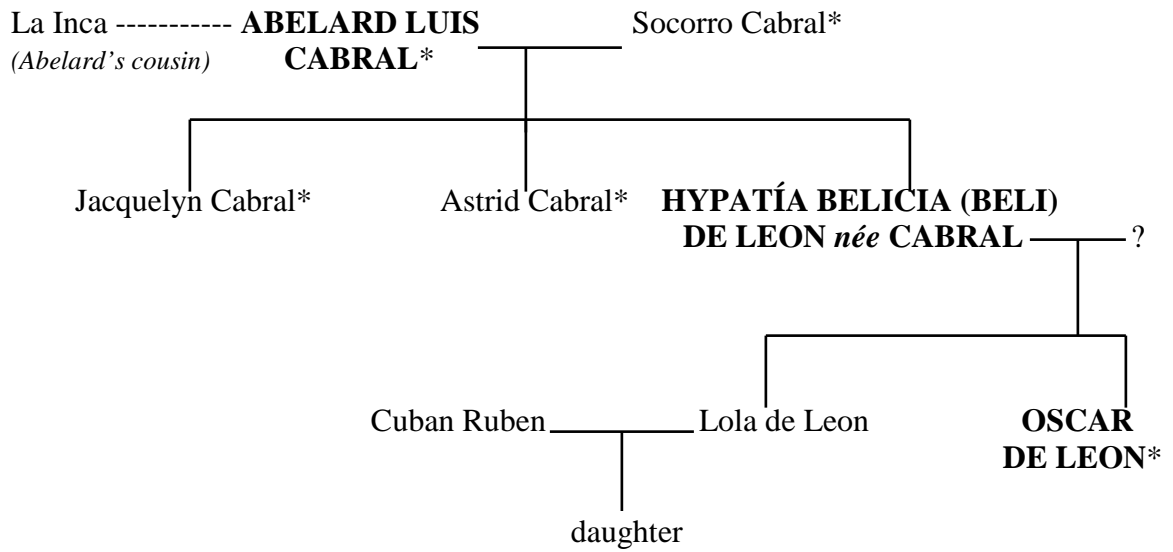 La Inca ----------- ABELARD LUIS CABRAL* Socorro Cabral*
(Abelard's cousin)
Jacquelyn Cabral* Astrid Cabral* HYPATÍA BELICIA (BELI)
DE LEON née CABRAL ?
Cuban Ruben Lola de Leon OSCAR
DE LEON*
daughter